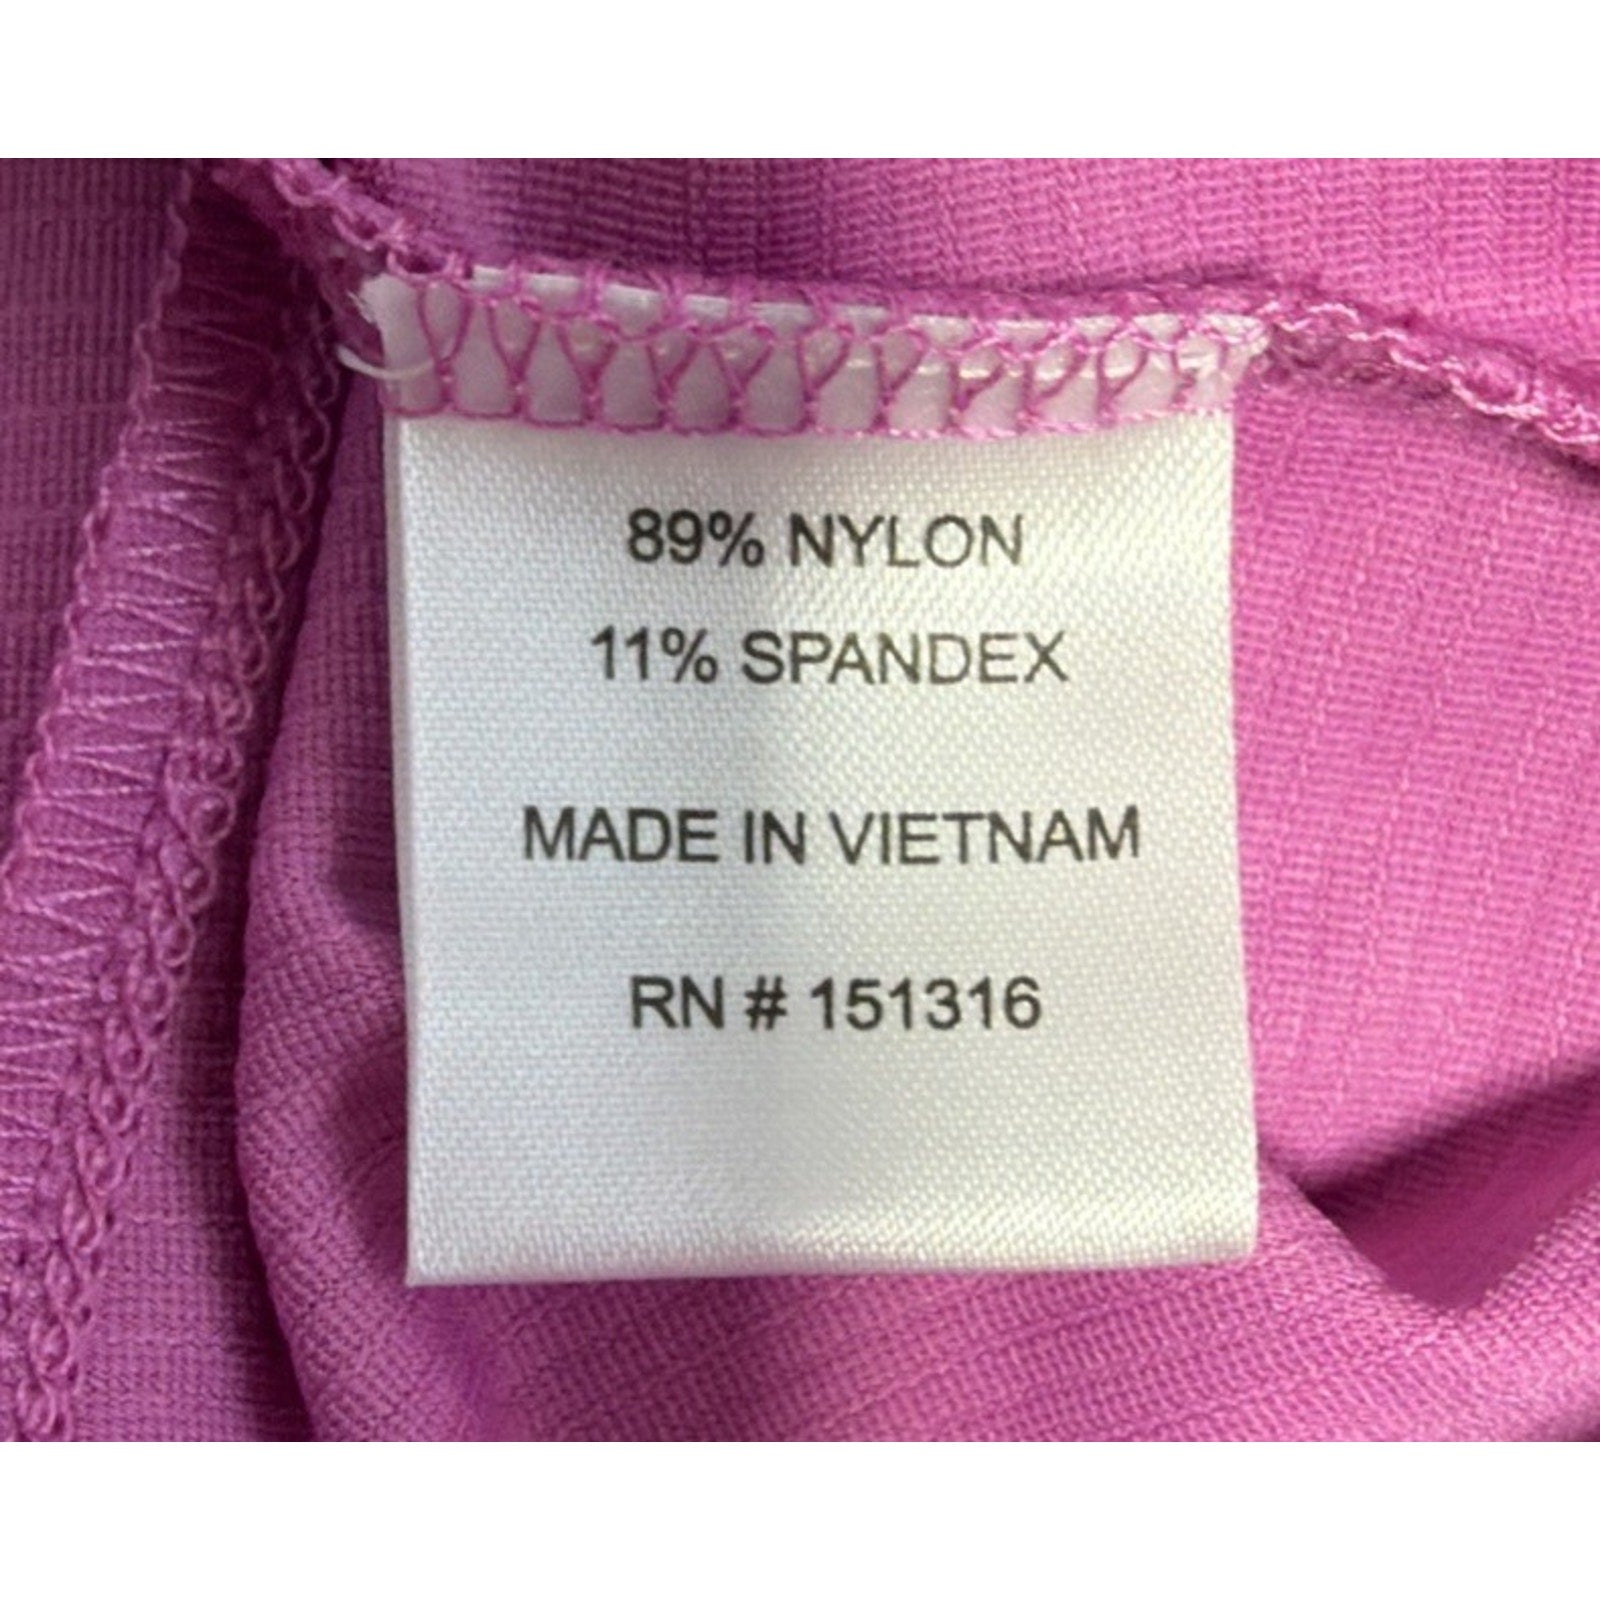 89% NYLON
11% SPANDEX
MADE IN VIETNAM
RN # 151316